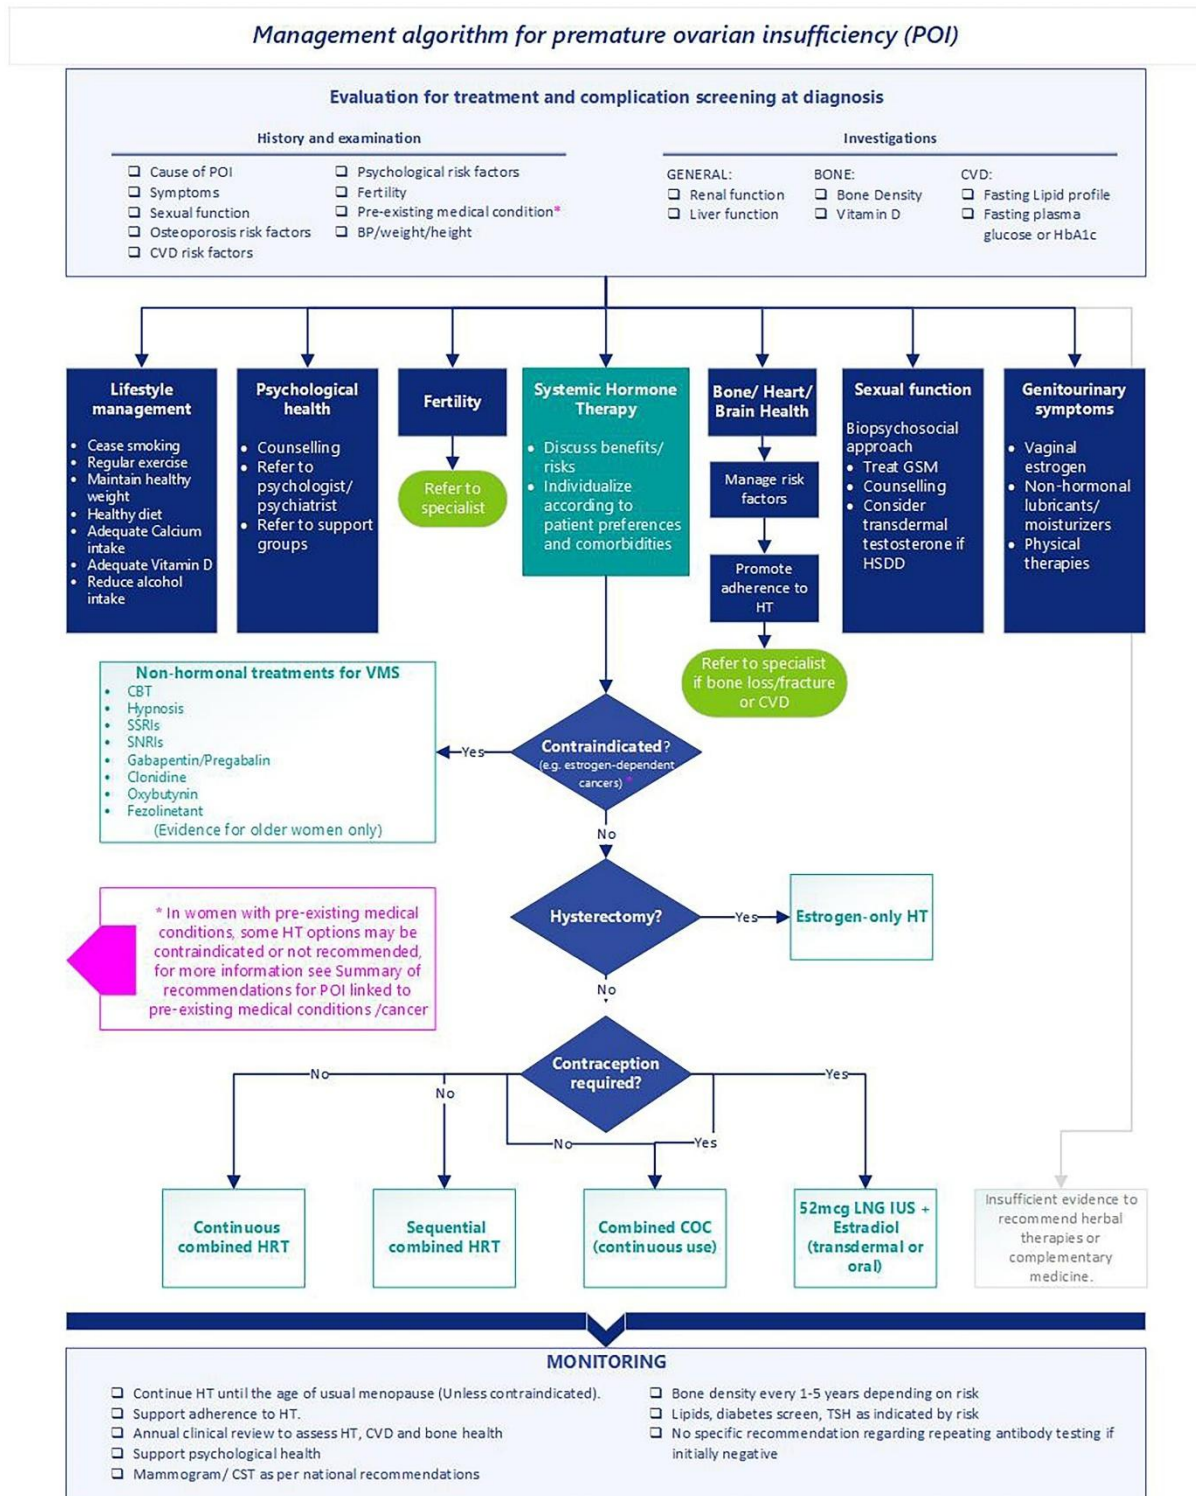 Management algorithm for premature ovarian insufficiency (POI)
Evaluation for treatment and complication screening at diagnosis
History and examination
❑ Cause of POI
❑ Symptoms
❑ Sexual function
❑ Osteoporosis risk factors
❑ CVD risk factors
❑ Psychological risk factors
❑ Fertility
❑ Pre-existing medical condition*
❑ BP/weight/height
Investigations
GENERAL:
❑ Renal function
❑ Liver function
BONE:
❑ Bone Density
❑ Vitamin D
CVD:
❑ Fasting Lipid profile
❑ Fasting plasma
glucose or HbA1c
Lifestyle
management
• Cease smoking
• Regular exercise
• Maintain healthy
weight
• Healthy diet
• Adequate Calcium
intake
• Adequate Vitamin D
• Reduce alcohol
intake
Psychological
health
• Counselling
• Refer to
psychologist/
psychiatrist
• Refer to support
groups
Fertility
Refer to
specialist
Systemic Hormone
Therapy
• Discuss benefits/
risks
• Individualize
according to
patient preferences
and comorbidities
Bone/ Heart/
Brain Health
Manage risk
factors
Promote
adherence to
HT
Refer to specialist
if bone loss/fracture
or CVD
Sexual function
Biopsychosocial
approach
• Treat GSM
• Counselling
• Consider
transdermal
testosterone if
HSDD
Genitourinary
symptoms
• Vaginal
estrogen
• Non-hormonal
lubricants/
moisturizers
• Physical
therapies
Non-hormonal treatments for VMS
• CBT
• Hypnosis
• SSRIs
• SNRIs
• Gabapentin/Pregabalin
• Clonidine
• Oxybutynin
• Fezolinetant
(Evidence for older women only)
Yes
Contraindicated?
(e.g. estrogen-dependent
cancers) *
No
Hysterectomy?
Yes
Estrogen-only HT
No
* In women with pre-existing medical
conditions, some HT options may be
contraindicated or not recommended,
for more information see Summary of
recommendations for POI linked to
pre-existing medical conditions /cancer
Contraception
required?
No
No
No
Yes
Yes
Continuous
combined HRT
Sequential
combined HRT
Combined COC
(continuous use)
52mcg LNG IUS +
Estradiol
(transdermal or
oral)
Insufficient evidence to
recommend herbal
therapies or
complementary
medicine.
MONITORING
❑ Continue HT until the age of usual menopause (Unless contraindicated).
❑ Support adherence to HT.
❑ Annual clinical review to assess HT, CVD and bone health
❑ Support psychological health
❑ Mammogram/ CST as per national recommendations
❑ Bone density every 1-5 years depending on risk
❑ Lipids, diabetes screen, TSH as indicated by risk
❑ No specific recommendation regarding repeating antibody testing if
initially negative